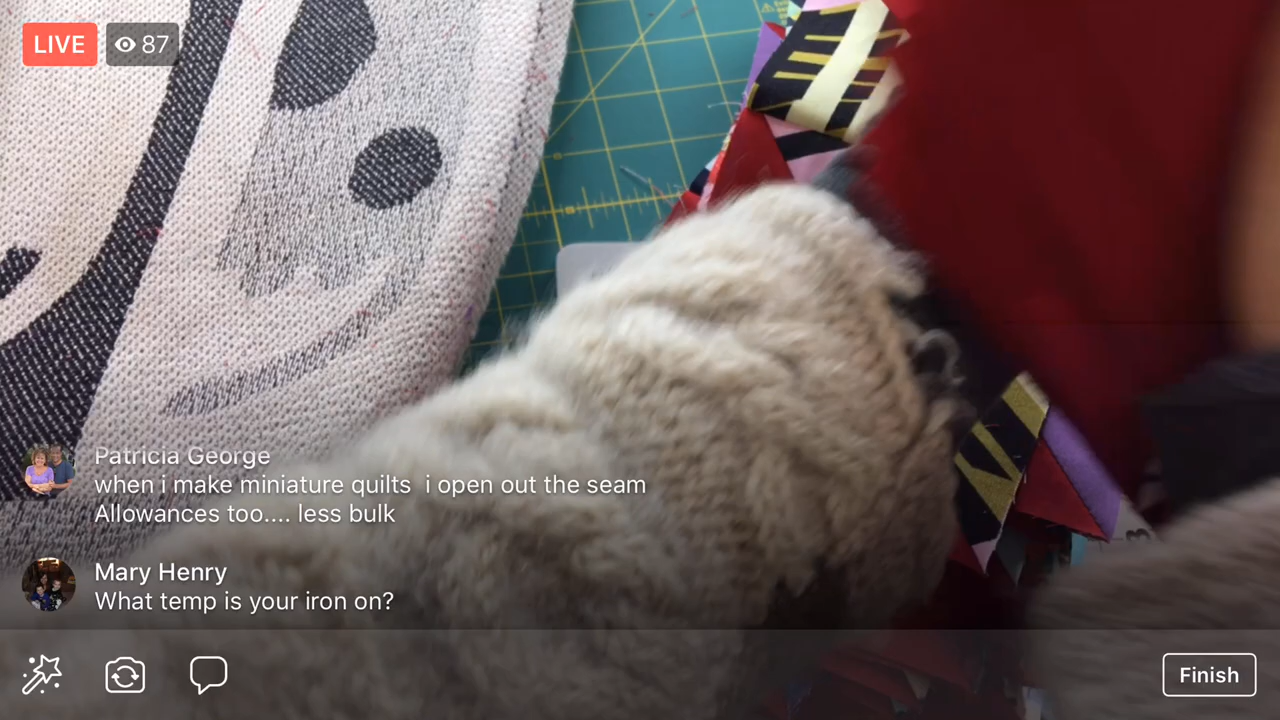 LIVE 87
Patricia George
when i make miniature quilts  i open out the seam
Allowances too.... less bulk
Mary Henry
What temp is your iron on?
Finish